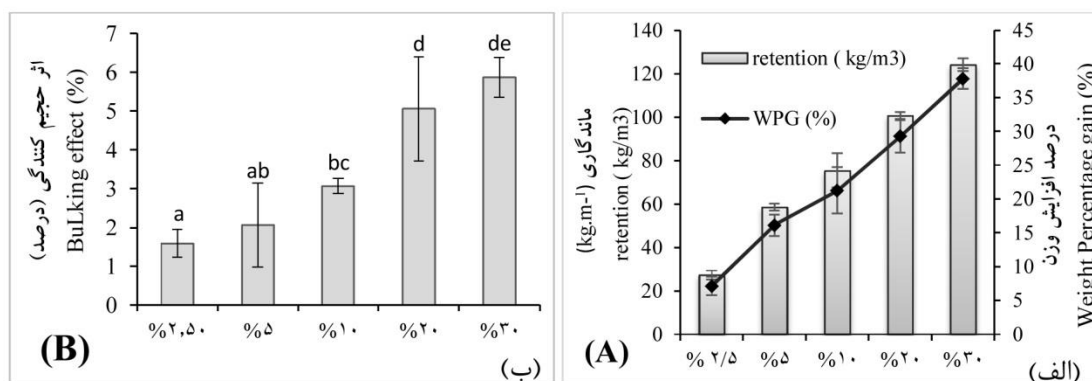 اثر حجیم کنندگی (درصد)
BuLking effect (%)
7
6
5
4
3
2
1
0
a
ab
bc
d
de
%۲,۵۰
%۵
%۱۰
%۲۰
%۳۰
(B)
(ب)
ماندگاری (kg.m-¹)
retention ( kg/m3)
140
120
100
80
60
40
20
0
retention ( kg/m3)
WPG (%)
45
40
35
30
25
20
15
10
5
0
درصد افزایش وزن
Weight Percentage gain (%)
% ۲/۵
%۵
%۱۰
%۲۰
%۳۰
(A)
(الف)